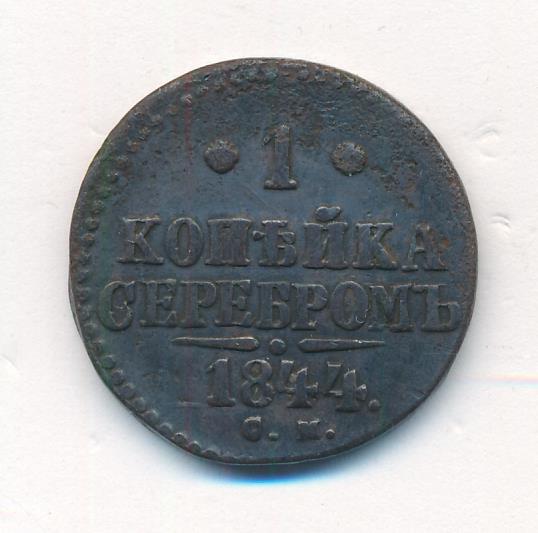 • 1 •
КОПѢЙКА
СЕРЕБРОМЪ
1844.
С. М.